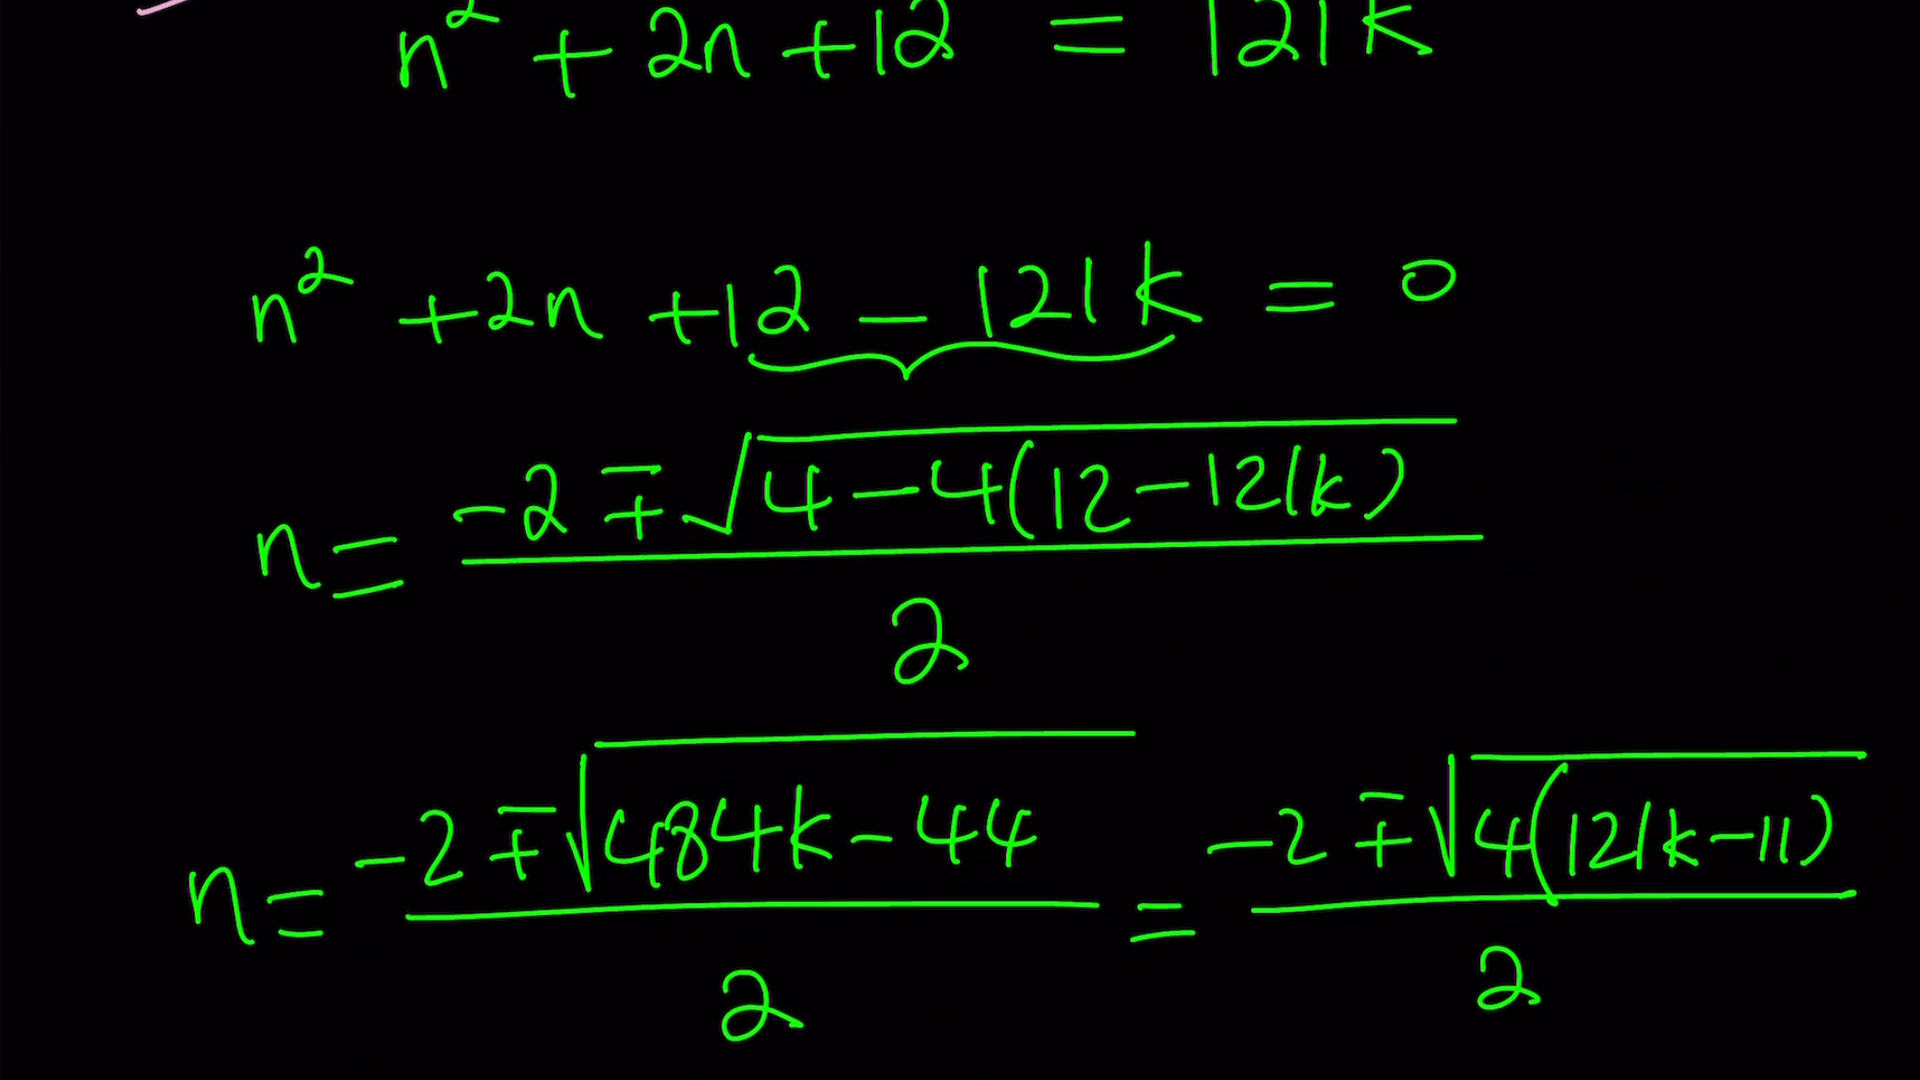 n² + 2n + 12 = 121k
n² + 2n + 12 - 121k = 0
n = (-2 ∓ √(4 - 4(12 - 121k))) / 2
n = (-2 ∓ √(484k - 44)) / 2 = (-2 ∓ √(4(121k - 11))) / 2